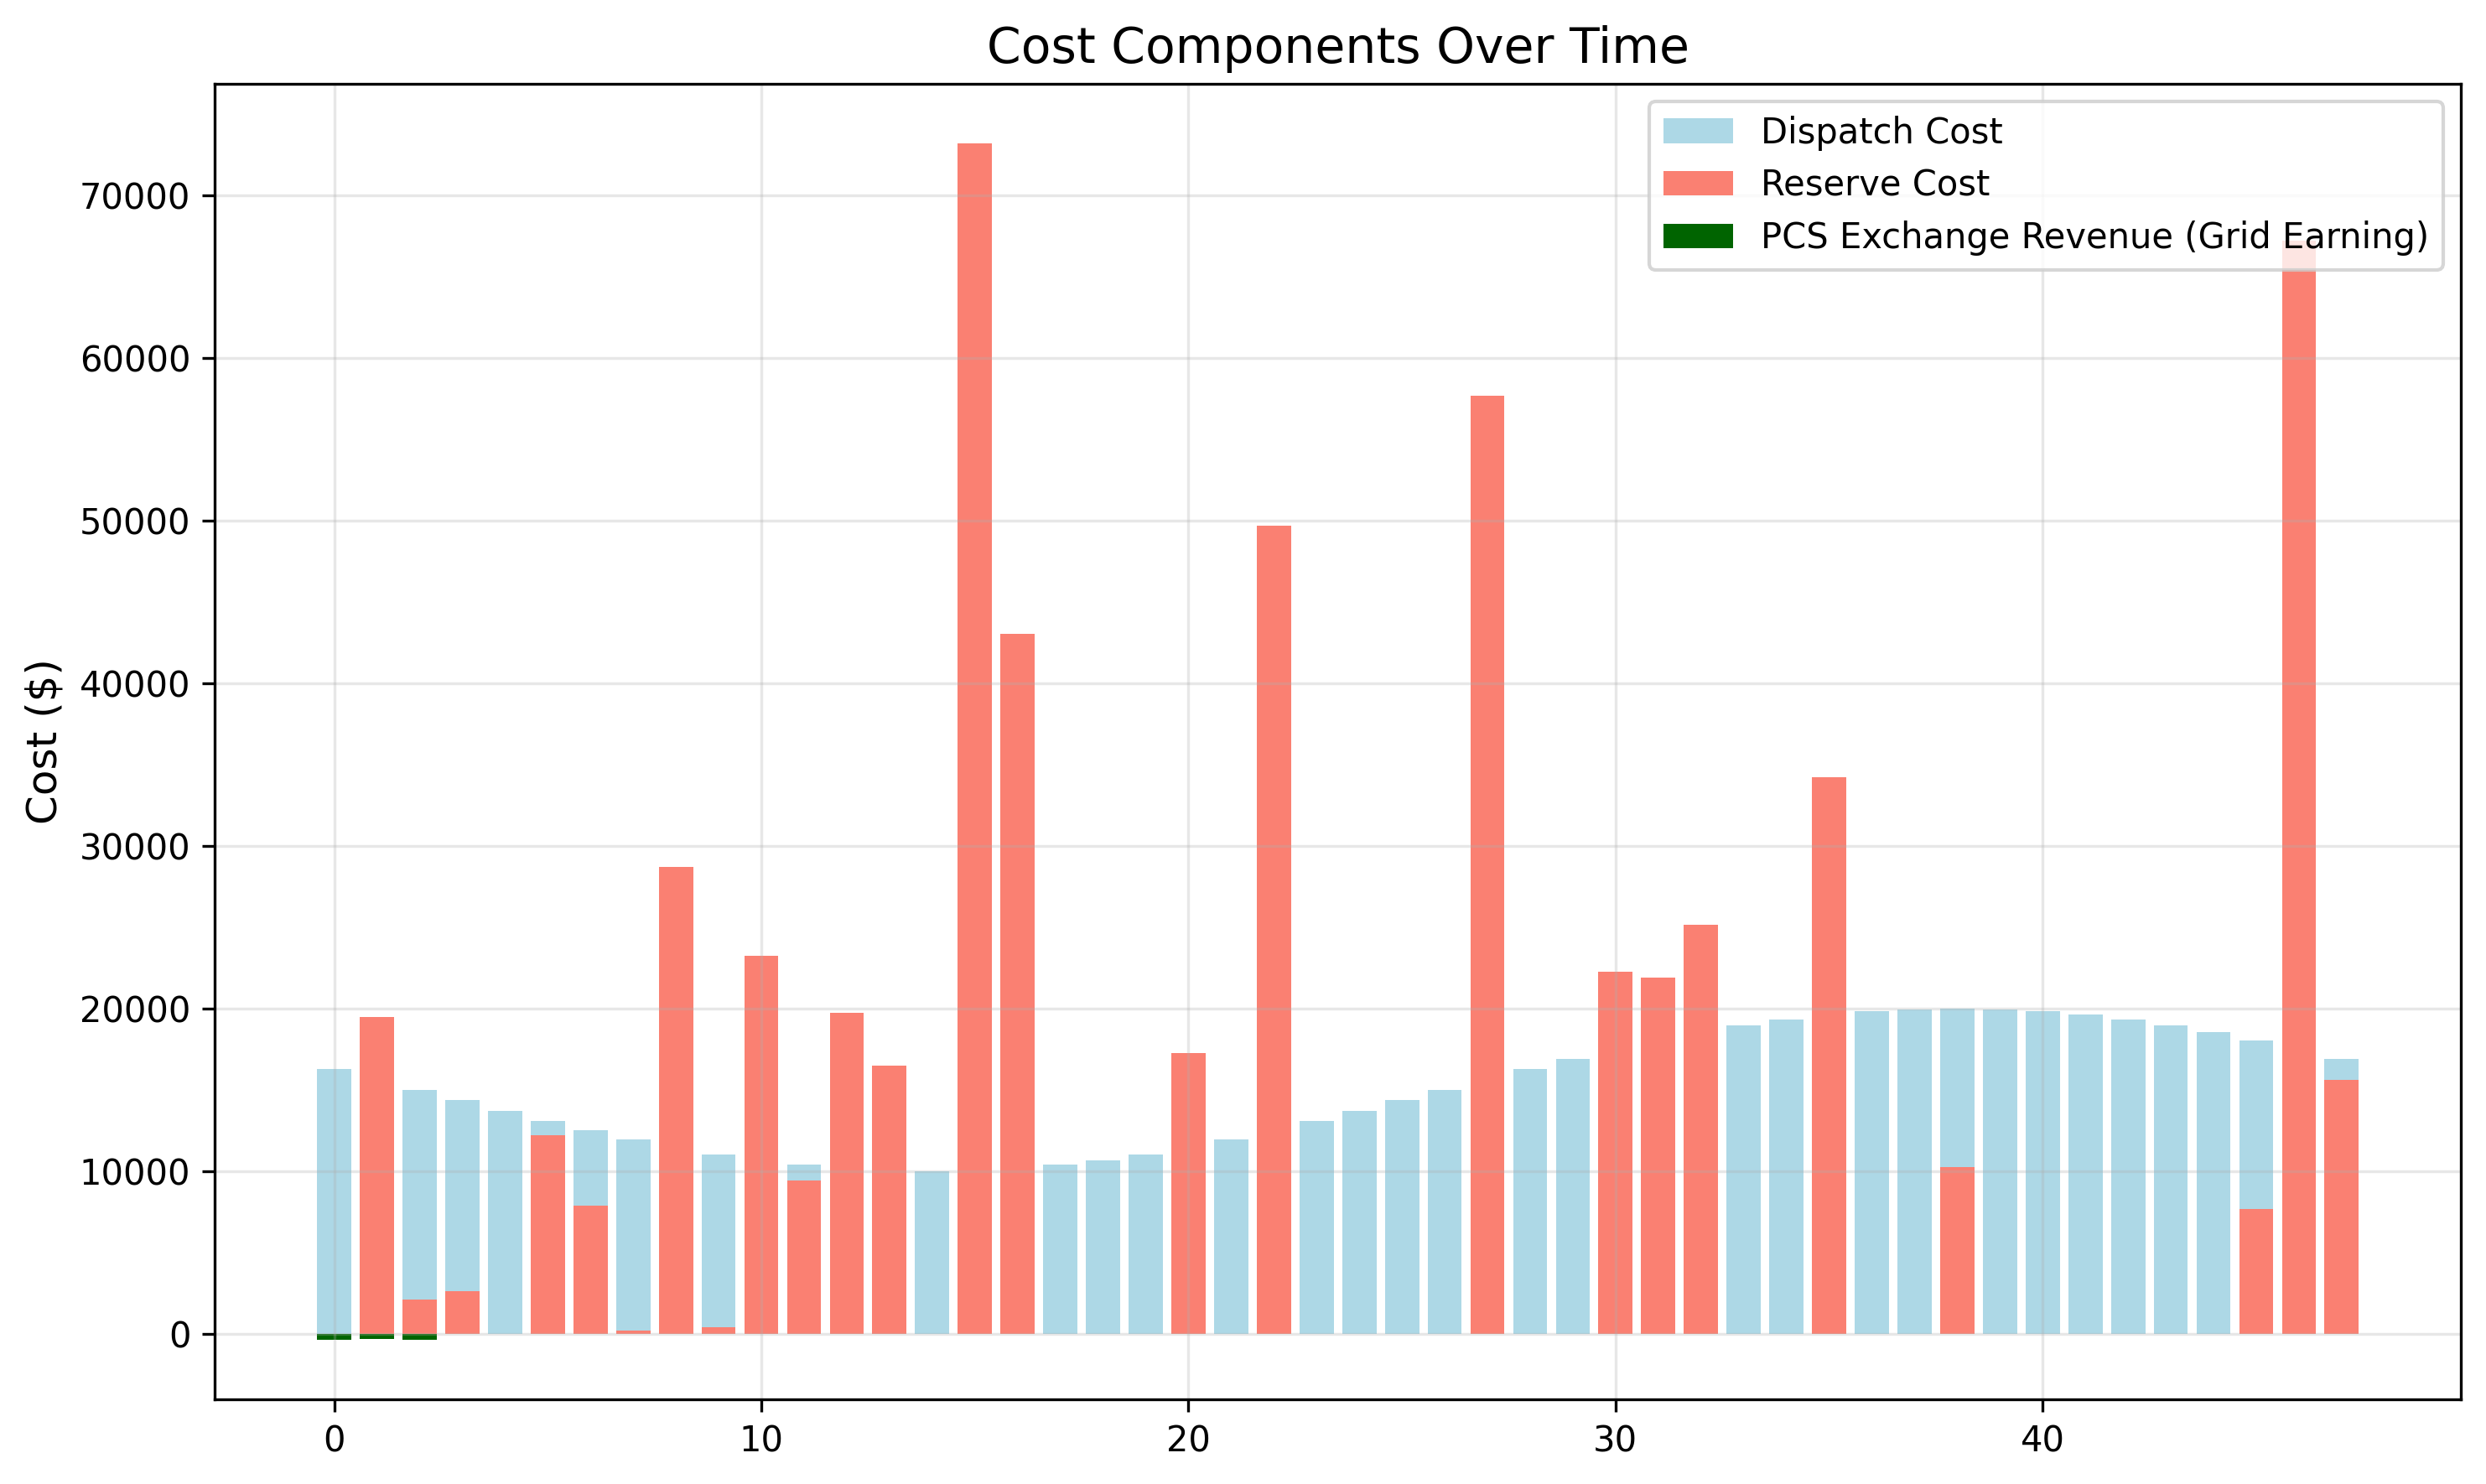 Cost Components Over Time
Dispatch Cost
Reserve Cost
PCS Exchange Revenue (Grid Earning)
Cost ($)
70000
60000
50000
40000
30000
20000
10000
0
0 10 20 30 40